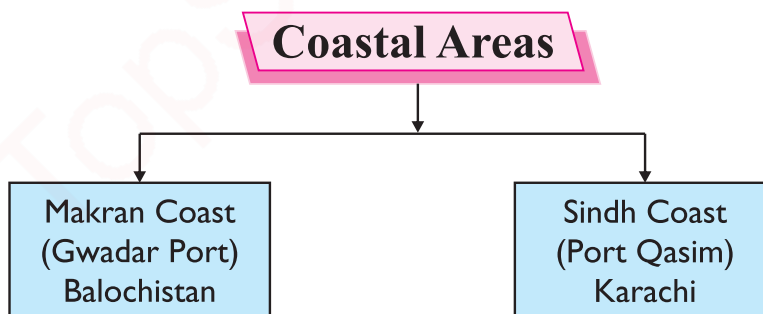 Coastal Areas
Makran Coast
(Gwadar Port)
Balochistan
Sindh Coast
(Port Qasim)
Karachi